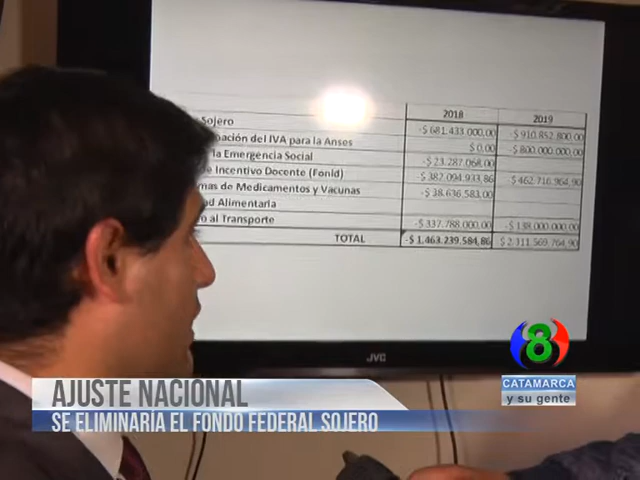 2018 2019
Sojero -$ 681.433.000,00 -$ 910.852.800,00
pación del IVA para la Anses $ 0,00 -$ 800.000.000,00
la Emergencia Social -$ 23.287.068,00
de Incentivo Docente (Fonid) -$ 382.094.933,86 -$ 462.716.964,90
mas de Medicamentos y Vacunas -$ 38.636.583,00
ad Alimentaria
o al Transporte -$ 337.788.000,00 -$ 138.000.000,00
TOTAL -$ 1.463.239.584,86 $ 2.311.569.764,90
JVC
8
CATAMARCA
y su gente
AJUSTE NACIONAL
SE ELIMINARÍA EL FONDO FEDERAL SOJERO